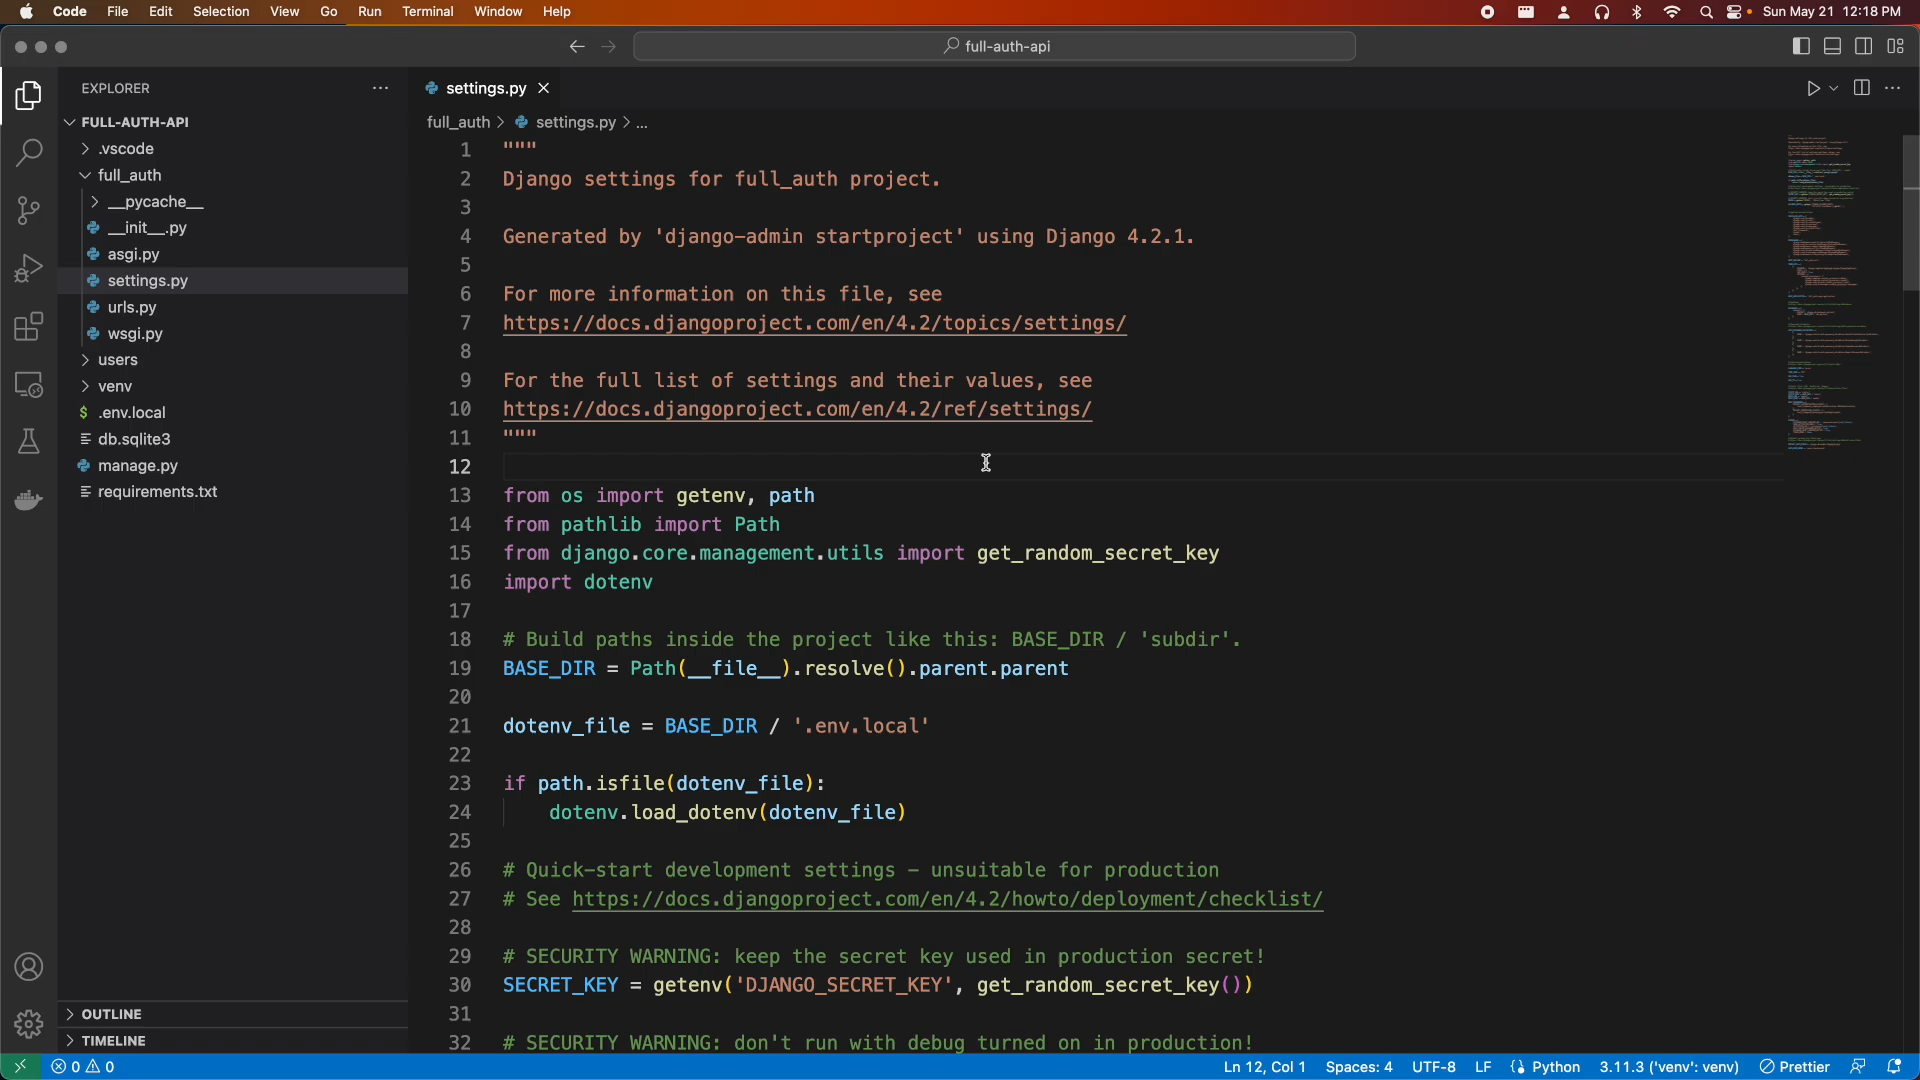 Code File Edit Selection View Go Run Terminal Window Help Sun May 21 12:18 PM
full-auth-api
EXPLORER
FULL-AUTH-API
.vscode
full_auth
__pycache__
__init__.py
asgi.py
settings.py
urls.py
wsgi.py
users
venv
.env.local
db.sqlite3
manage.py
requirements.txt
OUTLINE
TIMELINE
settings.py
full_auth > settings.py > ...
1 """
2 Django settings for full_auth project.
3
4 Generated by 'django-admin startproject' using Django 4.2.1.
5
6 For more information on this file, see
7 https://docs.djangoproject.com/en/4.2/topics/settings/
8
9 For the full list of settings and their values, see
10 https://docs.djangoproject.com/en/4.2/ref/settings/
11 """
12
13 from os import getenv, path
14 from pathlib import Path
15 from django.core.management.utils import get_random_secret_key
16 import dotenv
17
18 # Build paths inside the project like this: BASE_DIR / 'subdir'.
19 BASE_DIR = Path(__file__).resolve().parent.parent
20
21 dotenv_file = BASE_DIR / '.env.local'
22
23 if path.isfile(dotenv_file):
24 dotenv.load_dotenv(dotenv_file)
25
26 # Quick-start development settings - unsuitable for production
27 # See https://docs.djangoproject.com/en/4.2/howto/deployment/checklist/
28
29 # SECURITY WARNING: keep the secret key used in production secret!
30 SECRET_KEY = getenv('DJANGO_SECRET_KEY', get_random_secret_key())
31
32 # SECURITY WARNING: don't run with debug turned on in production!
0 0 Ln 12, Col 1 Spaces: 4 UTF-8 LF Python 3.11.3 ('venv': venv) Prettier